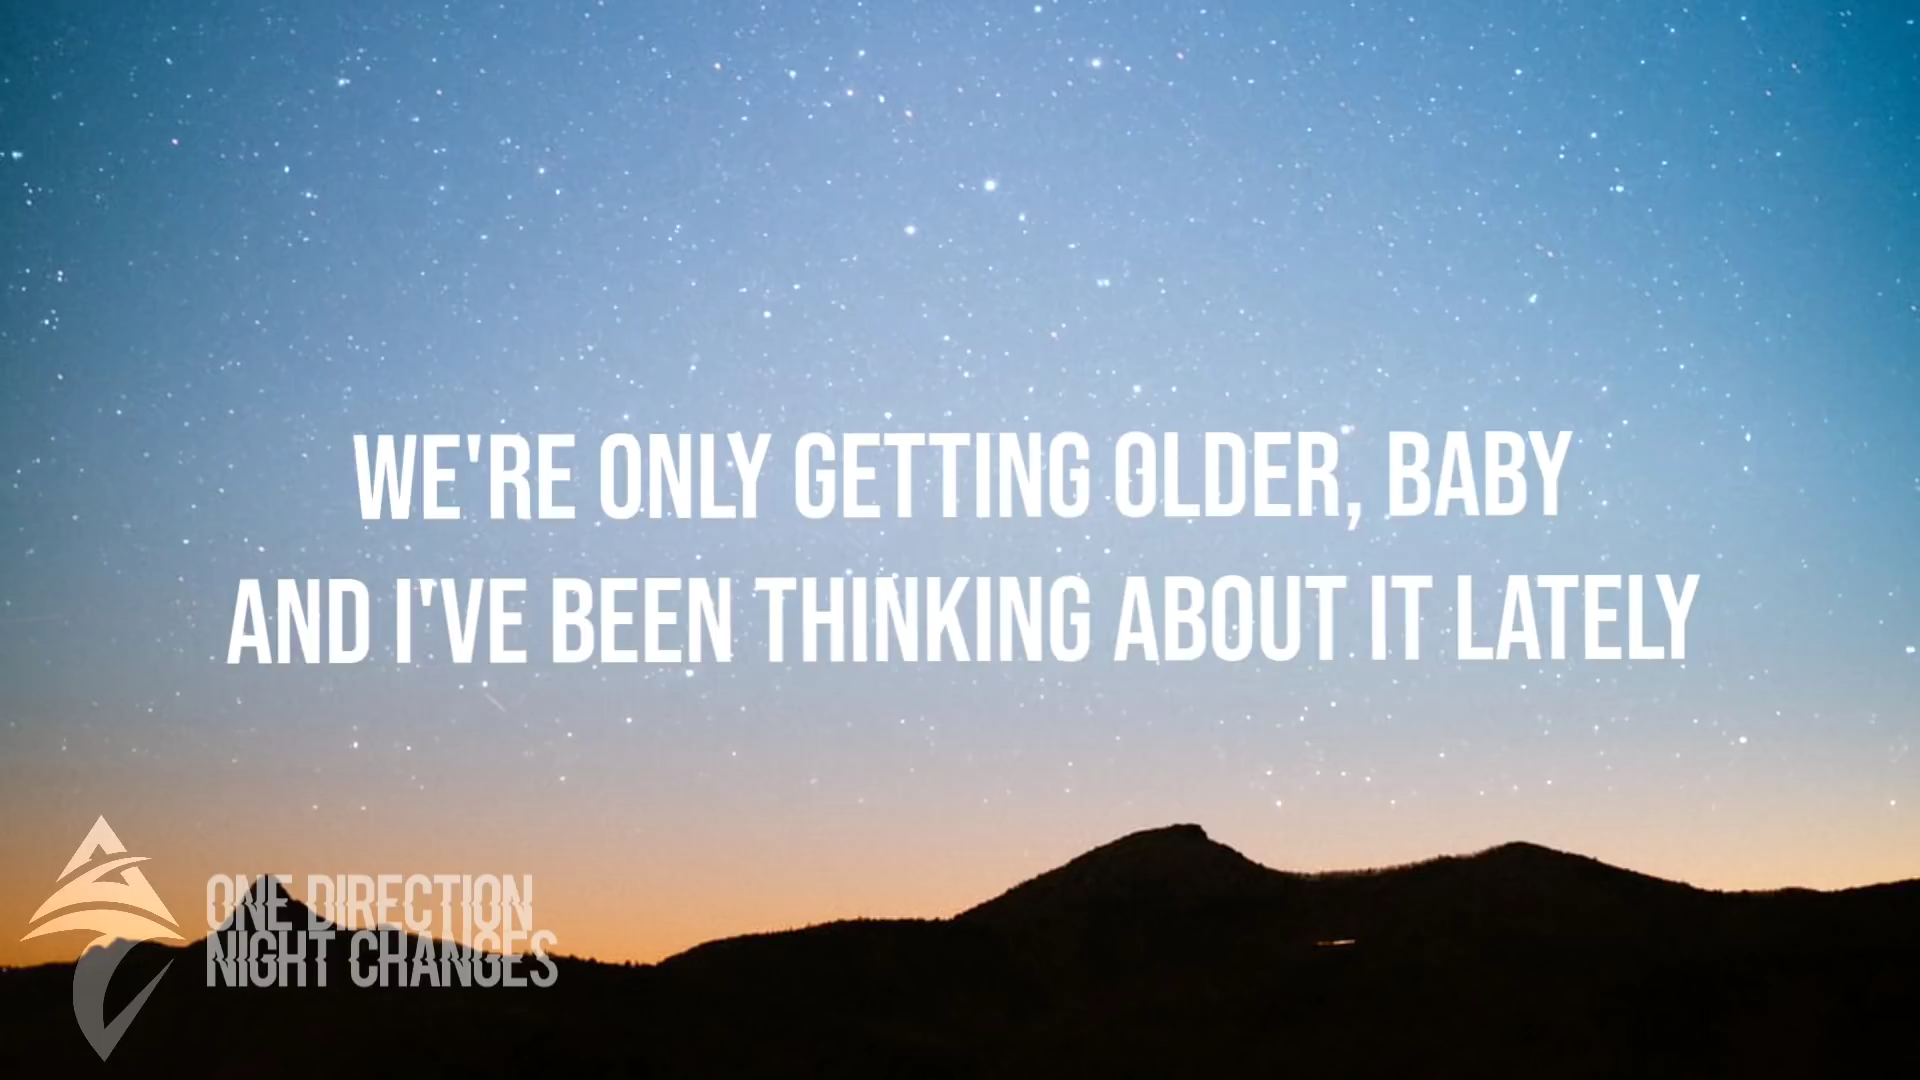 WE'RE ONLY GETTING OLDER, BABY
AND I'VE BEEN THINKING ABOUT IT LATELY
ONE DIRECTION
NIGHT CHANGES